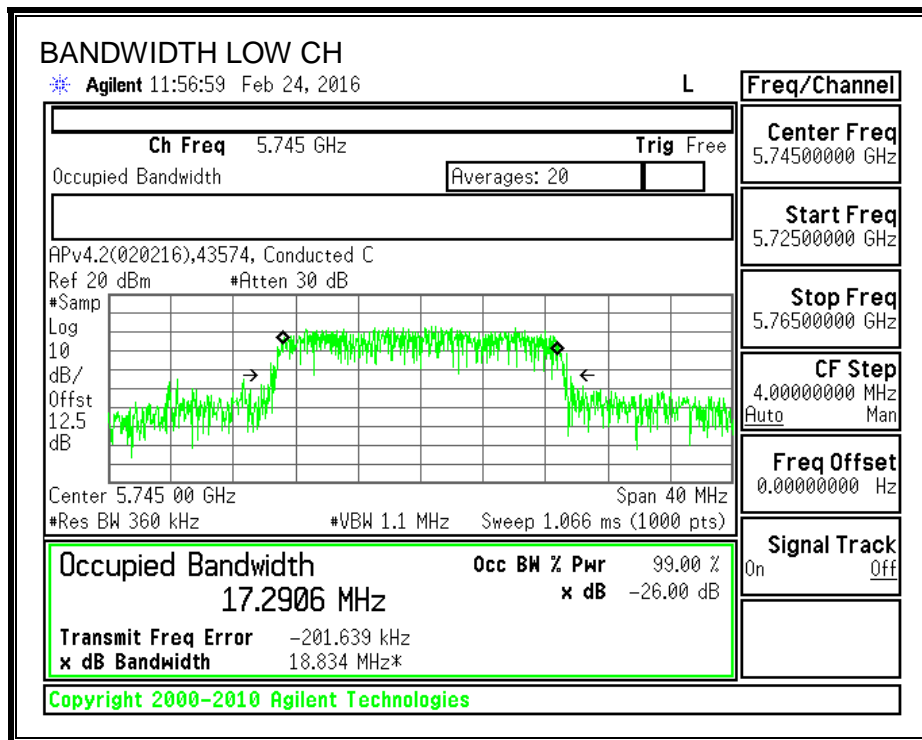 BANDWIDTH LOW CH
Agilent 11:56:59 Feb 24, 2016 L Freq/Channel
Ch Freq 5.745 GHz Trig Free
Occupied Bandwidth Averages: 20
APv4.2(020216),43574, Conducted C
Ref 20 dBm #Atten 30 dB
#Samp
Log
10
dB/
Offst
12.5
dB
Center 5.745 00 GHz Span 40 MHz
#Res BW 360 kHz #VBW 1.1 MHz Sweep 1.066 ms (1000 pts)
Occupied Bandwidth Occ BW % Pwr 99.00 %
17.2906 MHz x dB -26.00 dB
Transmit Freq Error -201.639 kHz
x dB Bandwidth 18.834 MHz*
Copyright 2000-2010 Agilent Technologies
Center Freq
5.74500000 GHz
Start Freq
5.72500000 GHz
Stop Freq
5.76500000 GHz
CF Step
4.00000000 MHz
Auto Man
Freq Offset
0.00000000 Hz
Signal Track
On Off